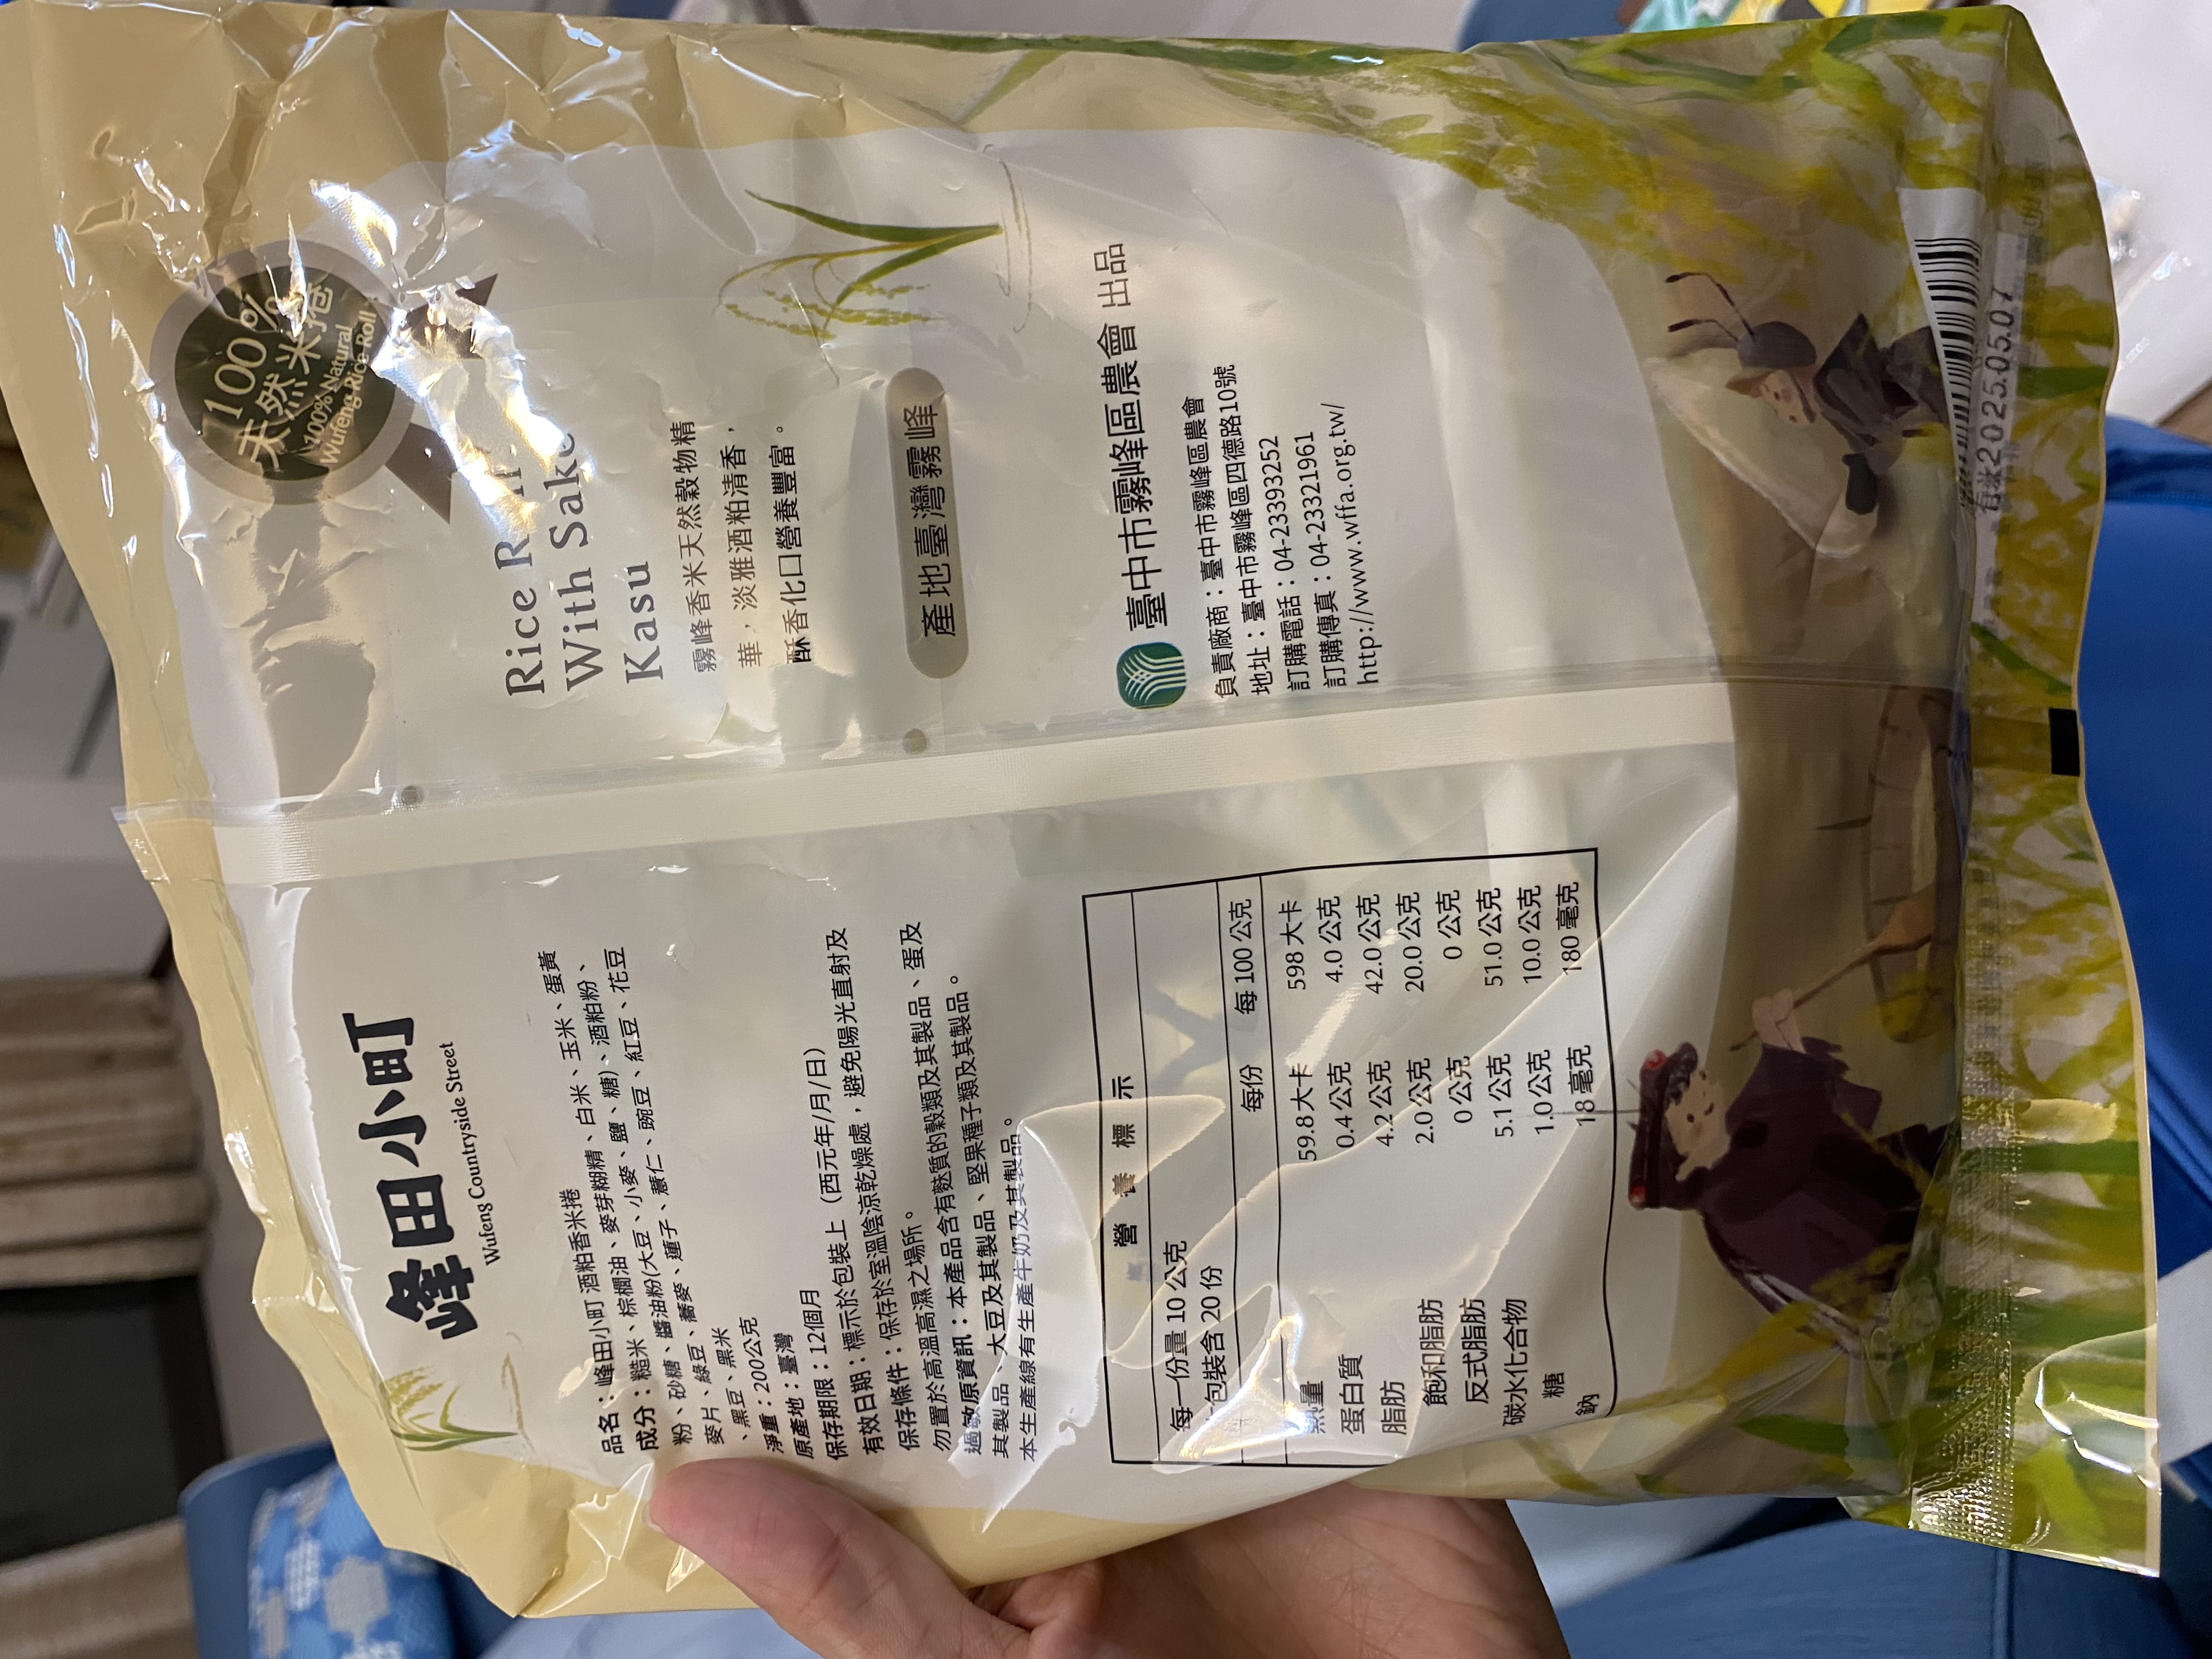 峰田小町
Wufeng Countryside Street
品名：峰田小町 酒粕香米捲
成分：糙米、棕櫚油、麥芽糊精、白米、玉米、蛋黃
粉、砂糖、醬油粉(大豆、小麥、鹽、糖)、酒粕粉、
麥片、綠豆、蕎麥、蓮子、薏仁、豌豆、紅豆、花豆
、黑豆、黑米
淨重：200公克
原產地：臺灣
保存期限：12個月
有效日期：標示於包裝上（西元年/月/日）
保存條件：保存於室溫陰涼乾燥處，避免陽光直射及
勿置於高溫高濕之場所。
過敏原資訊：本產品含有麩質的穀類及其製品、蛋及
其製品、大豆及其製品、堅果種子類及其製品。
本生產線有生產牛奶及其製品。
營養標示
每一份量 10 公克
包裝含 20 份
每份 每 100 公克
熱量 59.8 大卡 598 大卡
蛋白質 0.4 公克 4.0 公克
脂肪 4.2 公克 42.0 公克
飽和脂肪 2.0 公克 20.0 公克
反式脂肪 0 公克 0 公克
碳水化合物 5.1 公克 51.0 公克
糖 1.0 公克 10.0 公克
鈉 18 毫克 180 毫克
100%
天然米捲
100% Natural
Wufeng Rice Roll
Rice
With Sake
Kasu
霧峰香米天然穀物精
華，淡雅酒粕清香，
酥香化口營養豐富。
產地臺灣霧峰
臺中市霧峰區農會 出品
負責廠商：臺中市霧峰區農會
地址：臺中市霧峰區四德路10號
訂購電話：04-23393252
訂購傳真：04-23321961
http://www.wffa.org.tw/
2025.05.07